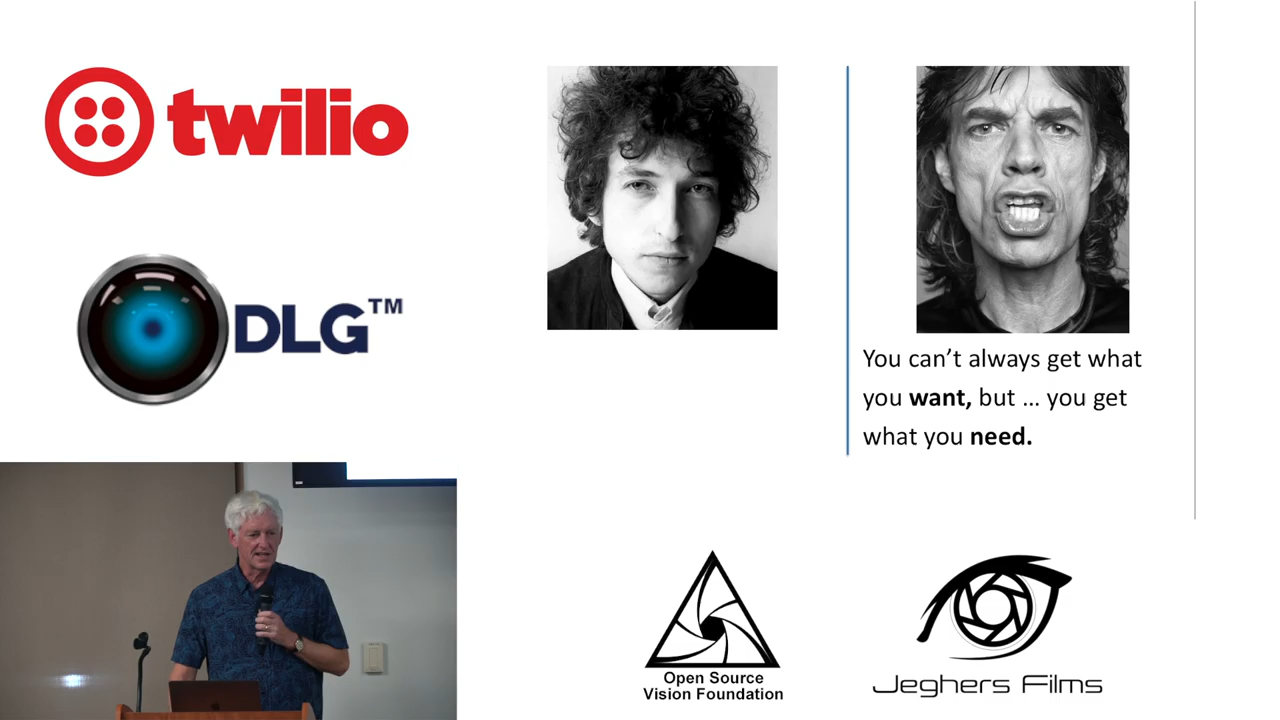 twilio
DLG™
You can’t always get what
you want, but … you get
what you need.
Open Source
Vision Foundation
Jeghers Films